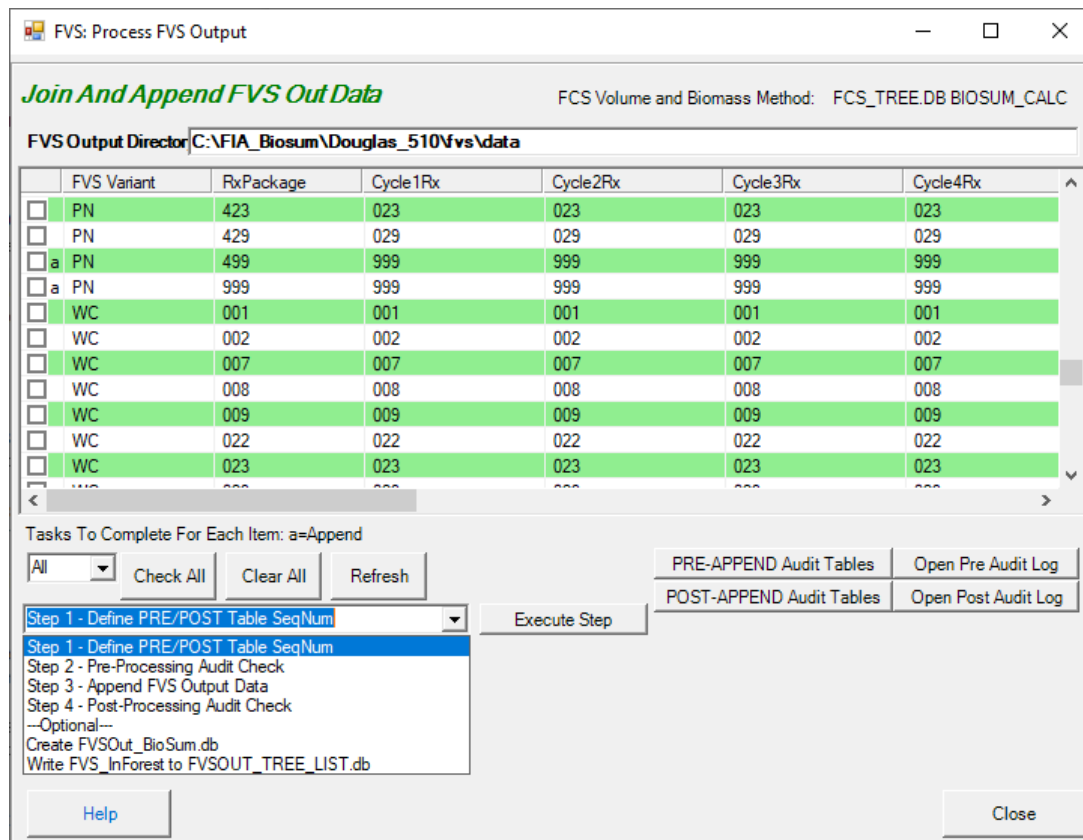 FVS: Process FVS Output
Join And Append FVS Out Data
FCS Volume and Biomass Method: FCS_TREE.DB BIOSUM_CALC
FVS Output Director C:\FIA_Biosum\Douglas_510\fvs\data
FVS Variant RxPackage Cycle1Rx Cycle2Rx Cycle3Rx Cycle4Rx
PN 423 023 023 023 023
PN 429 029 029 029 029
a PN 499 999 999 999 999
a PN 999 999 999 999 999
WC 001 001 001 001 001
WC 002 002 002 002 002
WC 007 007 007 007 007
WC 008 008 008 008 008
WC 009 009 009 009 009
WC 022 022 022 022 022
WC 023 023 023 023 023
Tasks To Complete For Each Item: a=Append
All Check All Clear All Refresh
PRE-APPEND Audit Tables Open Pre Audit Log
POST-APPEND Audit Tables Open Post Audit Log
Step 1 - Define PRE/POST Table SeqNum Execute Step
Step 1 - Define PRE/POST Table SeqNum
Step 2 - Pre-Processing Audit Check
Step 3 - Append FVS Output Data
Step 4 - Post-Processing Audit Check
---Optional---
Create FVSOut_BioSum.db
Write FVS_InForest to FVSOUT_TREE_LIST.db
Help Close